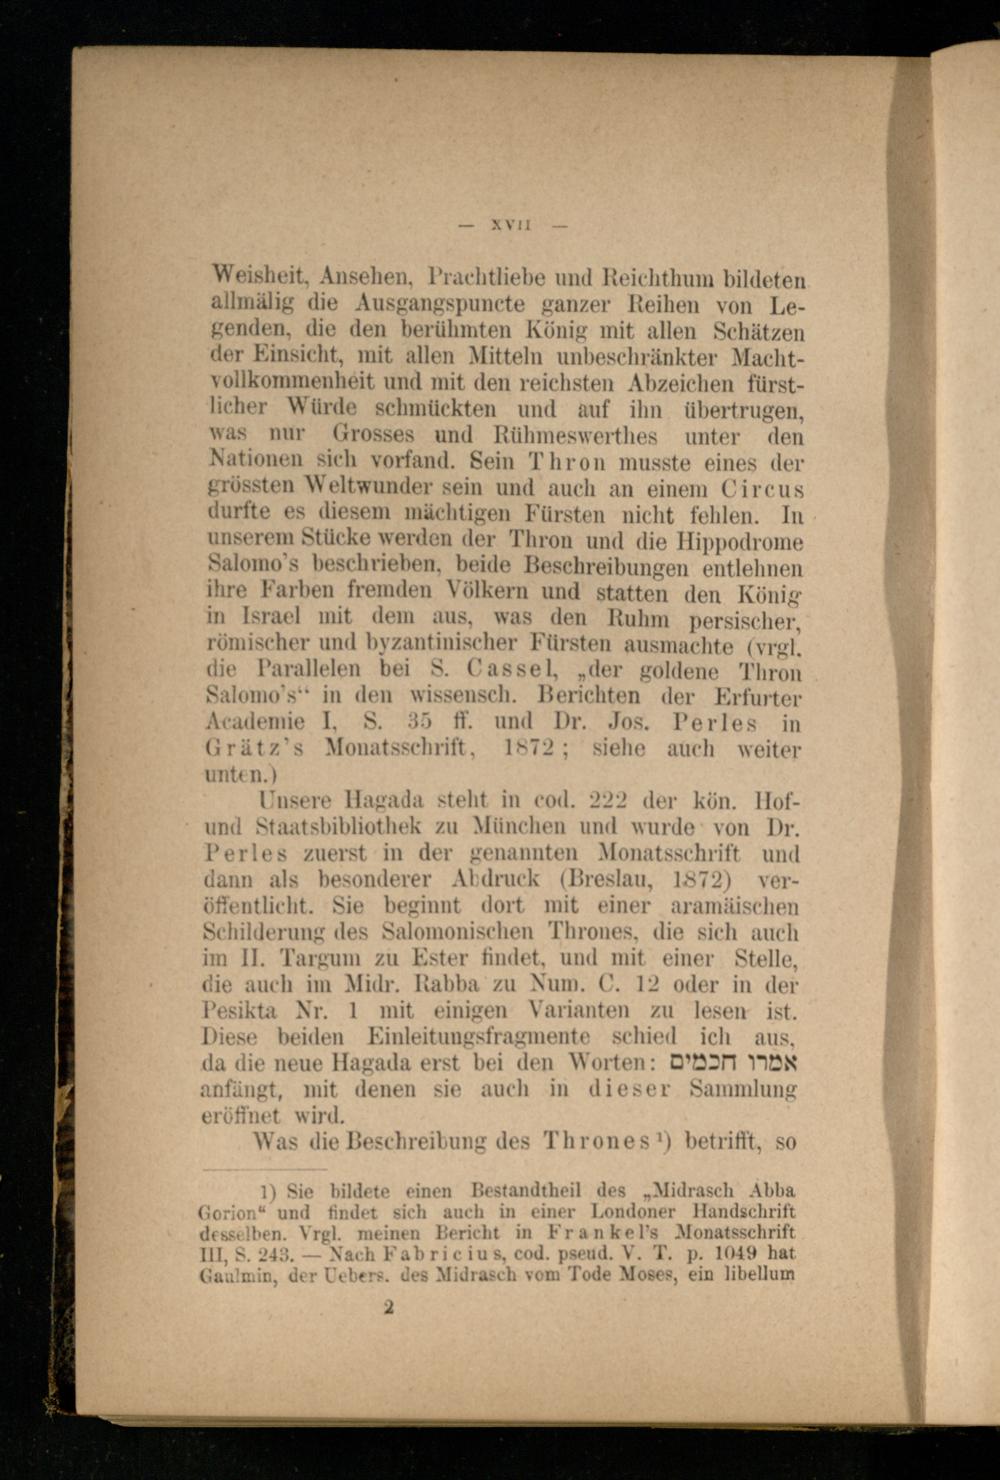 — XVII —
Weisheit, Ansehen, Prachtliebe und Reichthum bildeten
allmälig die Ausgangspuncte ganzer Reihen von Le-
genden, die den berühmten König mit allen Schätzen
der Einsicht, mit allen Mitteln unbeschränkter Macht-
vollkommenheit und mit den reichsten Abzeichen fürst-
licher Würde schmückten und auf ihn übertrugen,
was nur Grosses und Rühmeswerthes unter den
Nationen sich vorfand. Sein Thron musste eines der
grössten Weltwunder sein und auch an einem Circus
durfte es diesem mächtigen Fürsten nicht fehlen. In
unserem Stücke werden der Thron und die Hippodrome
Salomo's beschrieben, beide Beschreibungen entlehnen
ihre Farben fremden Völkern und statten den König
in Israel mit dem aus, was den Ruhm persischer,
römischer und byzantinischer Fürsten ausmachte (vrgl.
die Parallelen bei S. Cassel, „der goldene Thron
Salomo's“ in den wissensch. Berichten der Erfurter
Academie I, S. 35 ff. und Dr. Jos. Perles in
Grätz's Monatsschrift, 1872; siehe auch weiter
unten.)
Unsere Hagada steht in cod. 222 der kön. Hof-
und Staatsbibliothek zu München und wurde von Dr.
Perles zuerst in der genannten Monatsschrift und
dann als besonderer Abdruck (Breslau, 1872) ver-
öffentlicht. Sie beginnt dort mit einer aramäischen
Schilderung des Salomonischen Thrones, die sich auch
im II. Targum zu Ester findet, und mit einer Stelle,
die auch im Midr. Rabba zu Num. C. 12 oder in der
Pesikta Nr. 1 mit einigen Varianten zu lesen ist.
Diese beiden Einleitungsfragmente schied ich aus,
da die neue Hagada erst bei den Worten: אמרו חכמים
anfängt, mit denen sie auch in dieser Sammlung
eröffnet wird.
Was die Beschreibung des Thrones ¹) betrifft, so
1) Sie bildete einen Bestandtheil des „Midrasch Abba
Gorion“ und findet sich auch in einer Londoner Handschrift
desselben. Vrgl. meinen Bericht in Frankel's Monatsschrift
III, S. 243. — Nach Fabricius, cod. pseud. V. T. p. 1049 hat
Gaulmin, der Uebers. des Midrasch vom Tode Moses, ein libellum
2